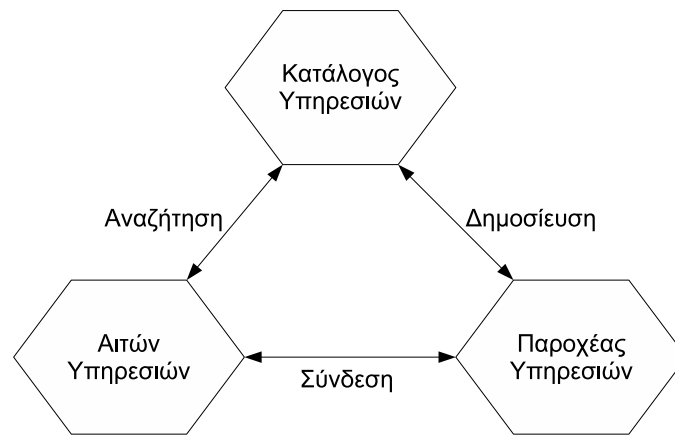 Κατάλογος
Υπηρεσιών
Αναζήτηση
Δημοσίευση
Αιτών
Υπηρεσιών
Σύνδεση
Παροχέας
Υπηρεσιών